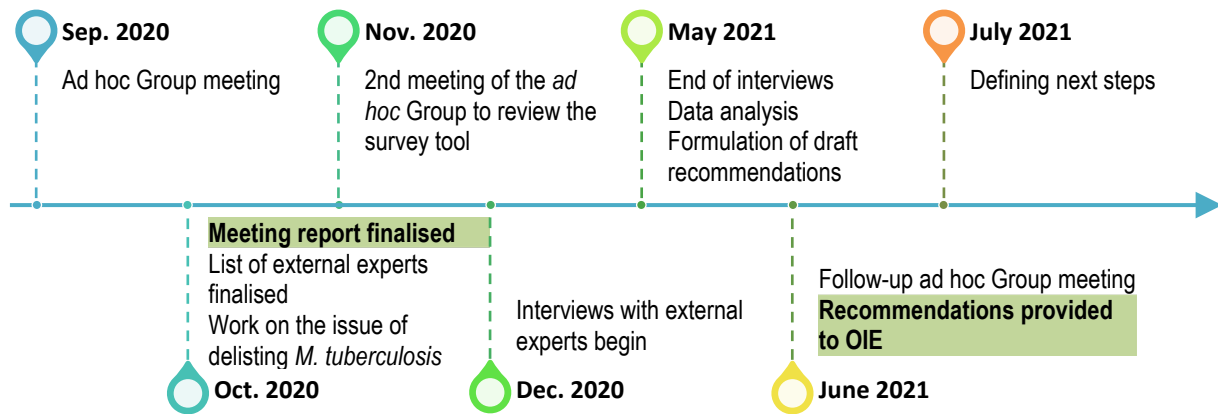 Sep. 2020
Ad hoc Group meeting
Nov. 2020
2nd meeting of the ad
hoc Group to review the
survey tool
May 2021
End of interviews
Data analysis
Formulation of draft
recommendations
July 2021
Defining next steps
Meeting report finalised
List of external experts
finalised
Work on the issue of
delisting M. tuberculosis
Oct. 2020
Interviews with external
experts begin
Dec. 2020
Follow-up ad hoc Group meeting
Recommendations provided
to OIE
June 2021